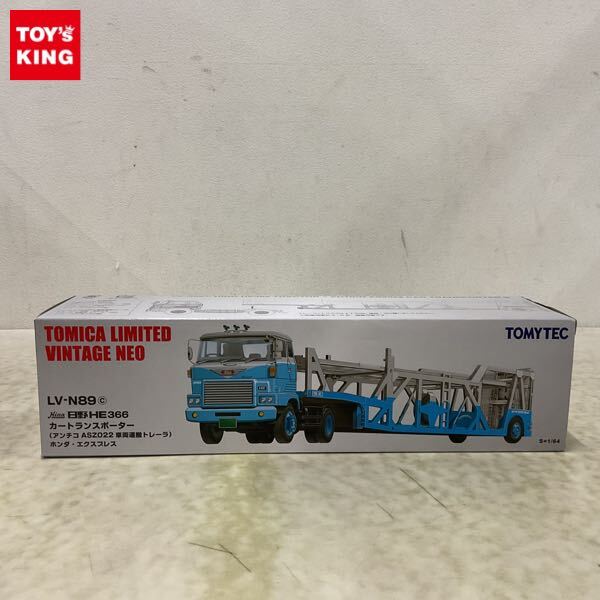 TOY's
KING
TOMICA LIMITED
VINTAGE NEO
TOMYTEC
LV-N89 c
Hino 日野HE366
カートランスポーター
(アンチコ ASZ022 車両運搬トレーラ)
ホンダ・エクスプレス
S=1/64